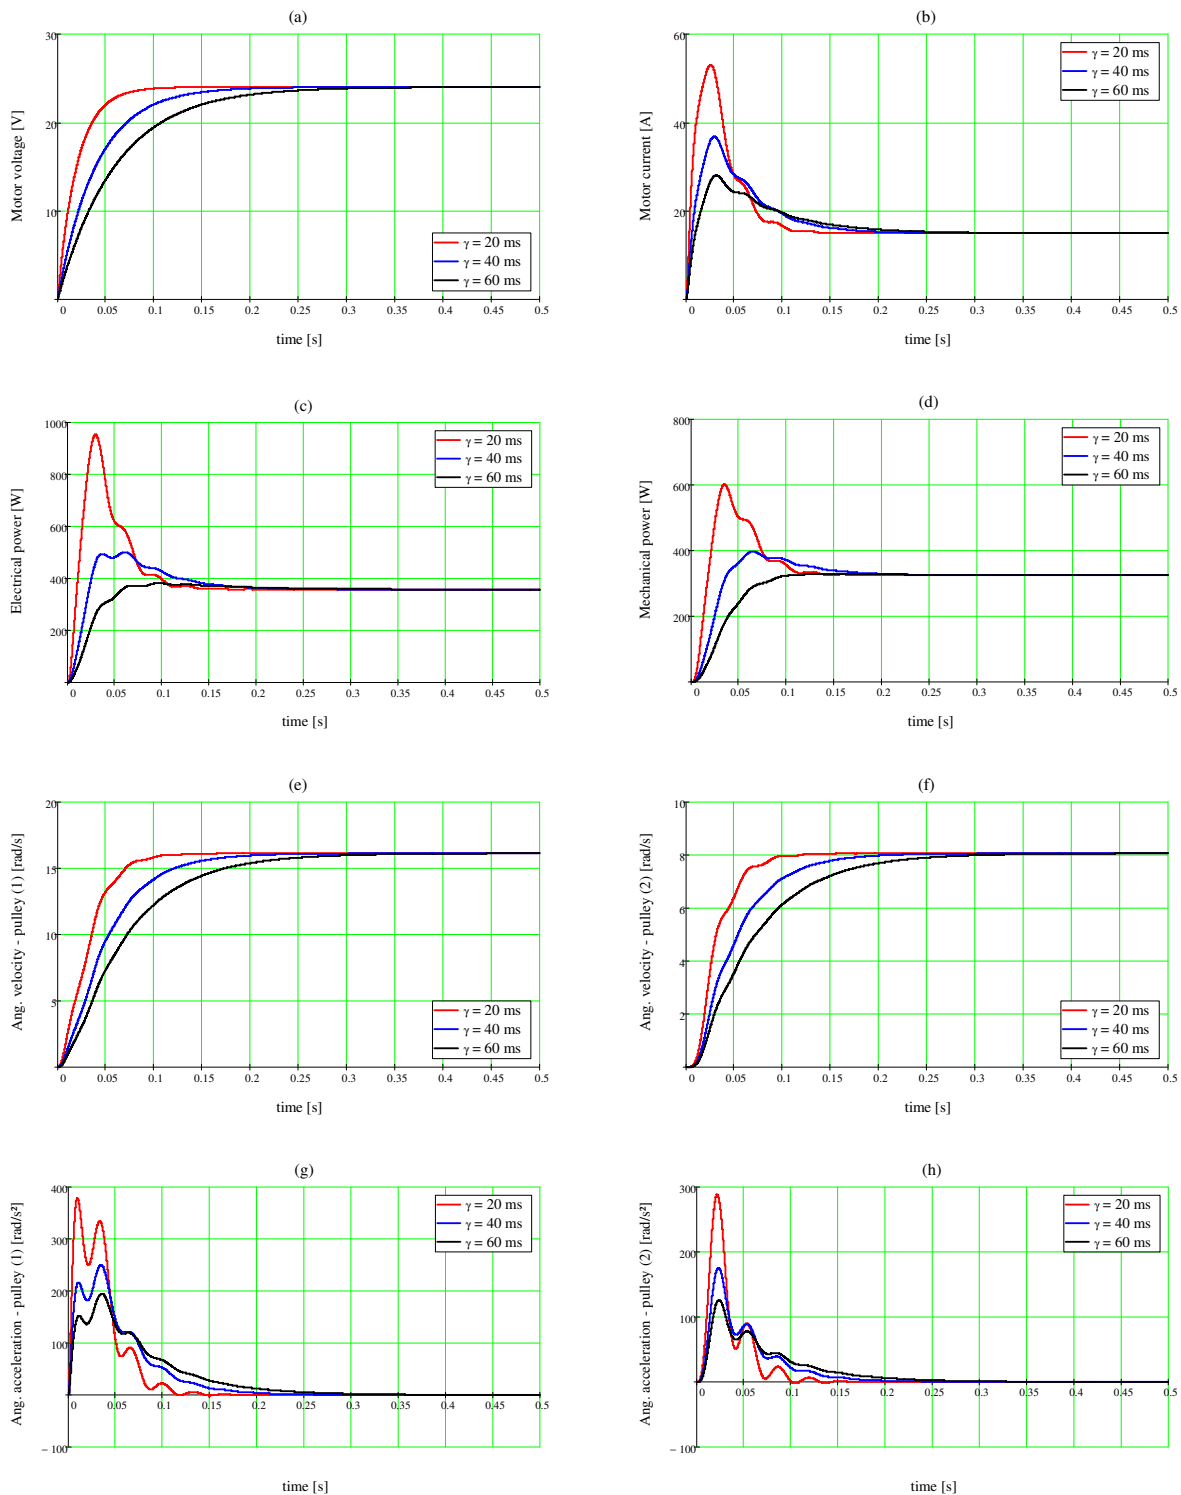 (a)
30
20
10
Motor voltage [V]
γ = 20 ms
γ = 40 ms
γ = 60 ms
0 0.05 0.1 0.15 0.2 0.25 0.3 0.35 0.4 0.45 0.5
time [s]
(b)
60
40
20
Motor current [A]
γ = 20 ms
γ = 40 ms
γ = 60 ms
0 0.05 0.1 0.15 0.2 0.25 0.3 0.35 0.4 0.45 0.5
time [s]
(c)
1000
800
600
400
200
Electrical power [W]
γ = 20 ms
γ = 40 ms
γ = 60 ms
0 0.05 0.1 0.15 0.2 0.25 0.3 0.35 0.4 0.45 0.5
time [s]
(d)
800
600
400
200
Mechanical power [W]
γ = 20 ms
γ = 40 ms
γ = 60 ms
0 0.05 0.1 0.15 0.2 0.25 0.3 0.35 0.4 0.45 0.5
time [s]
(e)
20
15
10
5
Ang. velocity - pulley (1) [rad/s]
γ = 20 ms
γ = 40 ms
γ = 60 ms
0 0.05 0.1 0.15 0.2 0.25 0.3 0.35 0.4 0.45 0.5
time [s]
(f)
10
8
6
4
2
Ang. velocity - pulley (2) [rad/s]
γ = 20 ms
γ = 40 ms
γ = 60 ms
0 0.05 0.1 0.15 0.2 0.25 0.3 0.35 0.4 0.45 0.5
time [s]
(g)
400
300
200
100
− 100
Ang. acceleration - pulley (1) [rad/s²]
γ = 20 ms
γ = 40 ms
γ = 60 ms
0 0.05 0.1 0.15 0.2 0.25 0.3 0.35 0.4 0.45 0.5
time [s]
(h)
300
200
100
− 100
Ang. acceleration - pulley (2) [rad/s²]
γ = 20 ms
γ = 40 ms
γ = 60 ms
0 0.05 0.1 0.15 0.2 0.25 0.3 0.35 0.4 0.45 0.5
time [s]